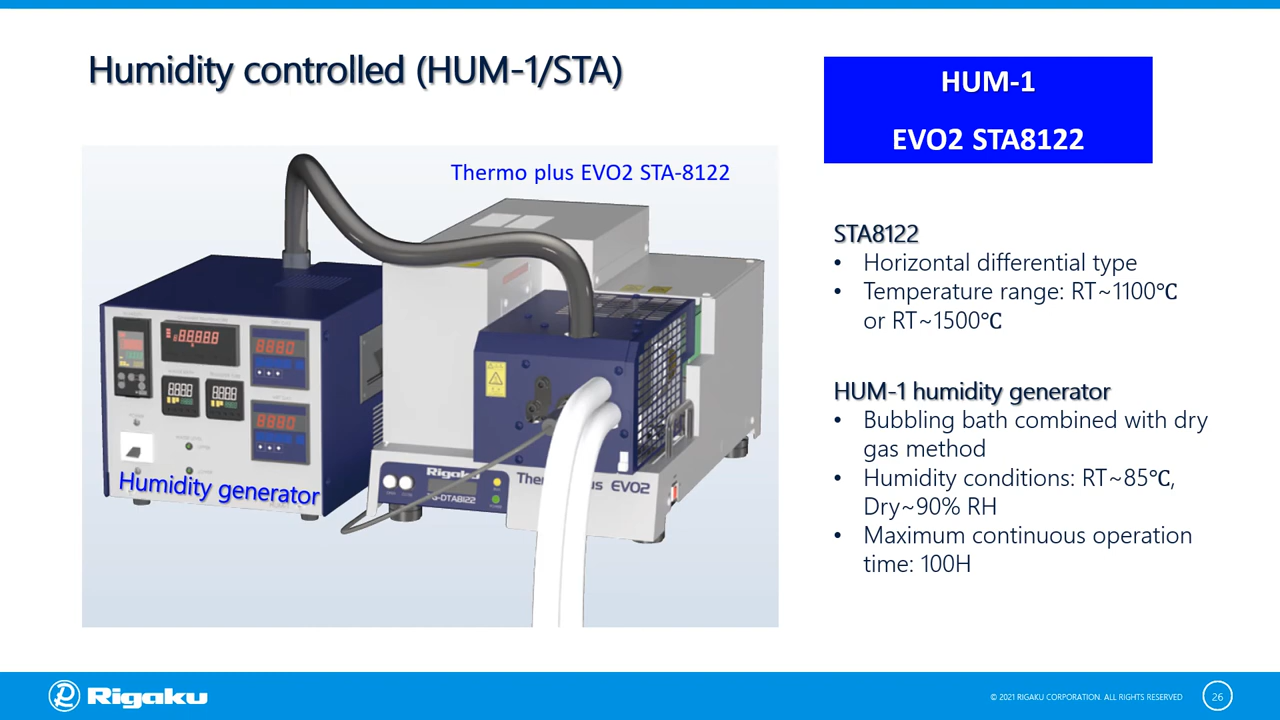 Humidity controlled (HUM-1/STA)
HUM-1
EVO2 STA8122
Thermo plus EVO2 STA-8122
Humidity generator
Rigaku
EVO2
STA8122
• Horizontal differential type
• Temperature range: RT~1100℃
or RT~1500℃
HUM-1 humidity generator
• Bubbling bath combined with dry
gas method
• Humidity conditions: RT~85℃,
Dry~90% RH
• Maximum continuous operation
time: 100H
Rigaku
© 2021 RIGAKU CORPORATION. ALL RIGHTS RESERVED
26